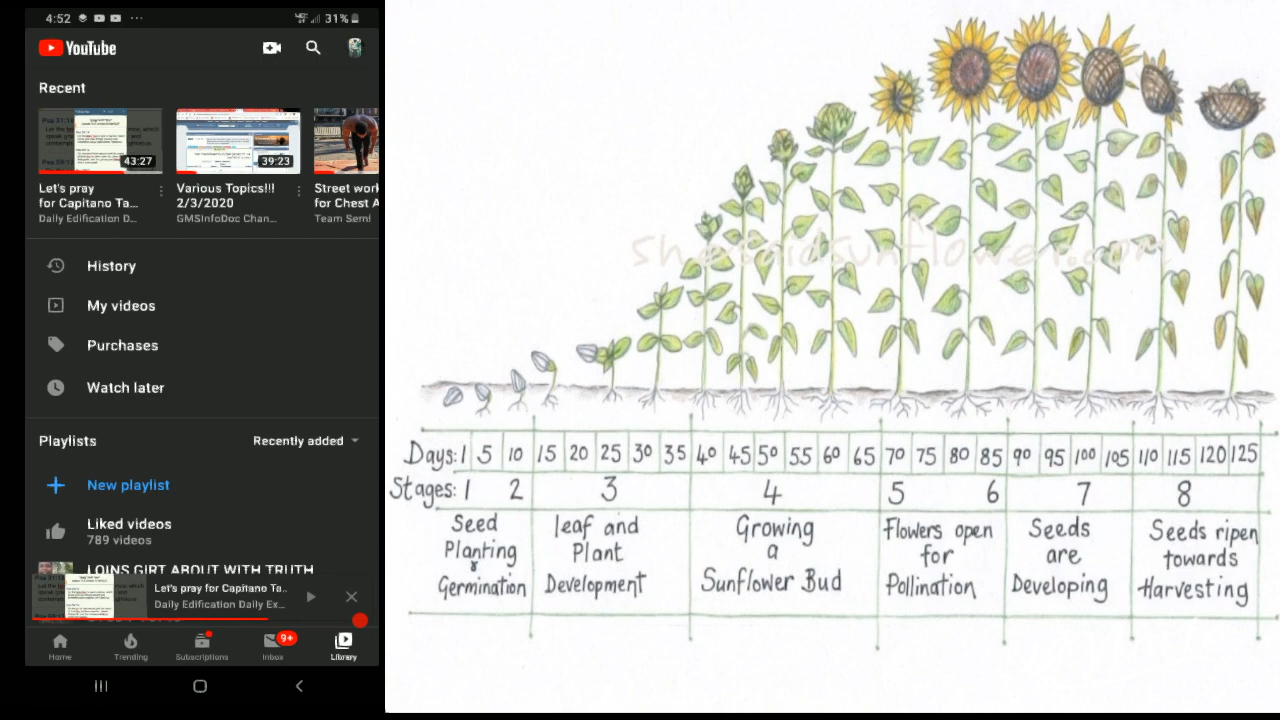 4:52
31%
YouTube
Recent
43:27
39:23
Let's pray
for Capitano Ta...
Daily Edification D...
Various Topics!!!
2/3/2020
GMSInfoDoc Chan...
Street work
for Chest A
Team Semi
History
My videos
Purchases
Watch later
Playlists
Recently added
New playlist
Liked videos
789 videos
LOINS GIRT ABOUT WITH TRUTH
Let's pray for Capitano Ta..
Daily Edification Daily Ex...
Home
Trending
Subscriptions
9+
Inbox
Library
shesaidsunflower.com
Days: 1 5 10 15 20 25 30 35 40 45 50 55 60 65 70 75 80 85 90 95 100 105 110 115 120 125
Stages: 1 2 3 4 5 6 7 8
Seed
Planting
Germination
leaf and
Plant
Development
Growing
a
Sunflower Bud
Flowers open
for
Pollination
Seeds
are
Developing
Seeds ripen
towards
Harvesting